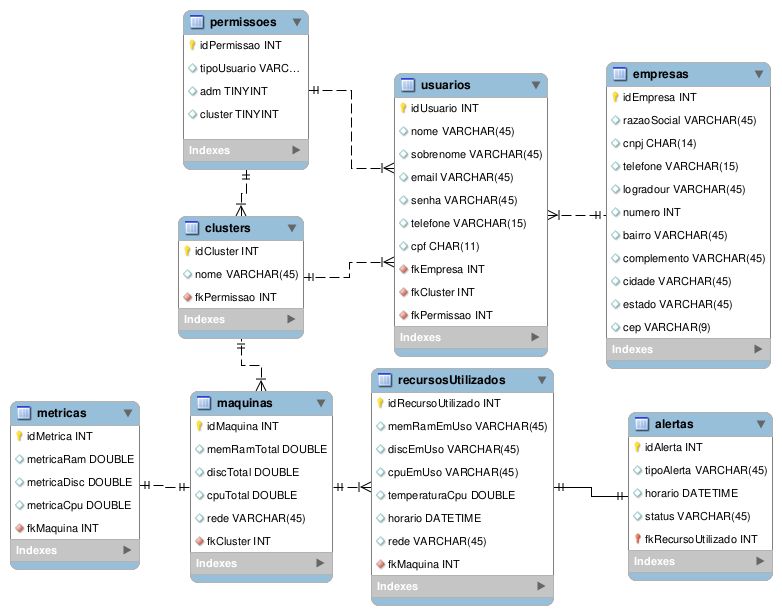 permissoes
idPermissao INT
tipoUsuario VARC...
adm TINYINT
cluster TINYINT
Indexes
clusters
idCluster INT
nome VARCHAR(45)
fkPermissao INT
Indexes
usuarios
idUsuario INT
nome VARCHAR(45)
sobrenome VARCHAR(45)
email VARCHAR(45)
senha VARCHAR(45)
telefone VARCHAR(15)
cpf CHAR(11)
fkEmpresa INT
fkCluster INT
fkPermissao INT
Indexes
empresas
idEmpresa INT
razaoSocial VARCHAR(45)
cnpj CHAR(14)
telefone VARCHAR(15)
logradour VARCHAR(45)
numero INT
bairro VARCHAR(45)
complemento VARCHAR(45)
cidade VARCHAR(45)
estado VARCHAR(45)
cep VARCHAR(9)
Indexes
metricas
idMetrica INT
metricaRam DOUBLE
metricaDisc DOUBLE
metricaCpu DOUBLE
fkMaquina INT
Indexes
maquinas
idMaquina INT
memRamTotal DOUBLE
discTotal DOUBLE
cpuTotal DOUBLE
rede VARCHAR(45)
fkCluster INT
Indexes
recursosUtilizados
idRecursoUtilizado INT
memRamEmUso VARCHAR(45)
discEmUso VARCHAR(45)
cpuEmUso VARCHAR(45)
temperaturaCpu DOUBLE
horario DATETIME
rede VARCHAR(45)
fkMaquina INT
Indexes
alertas
idAlerta INT
tipoAlerta VARCHAR(45)
horario DATETIME
status VARCHAR(45)
fkRecursoUtilizado INT
Indexes